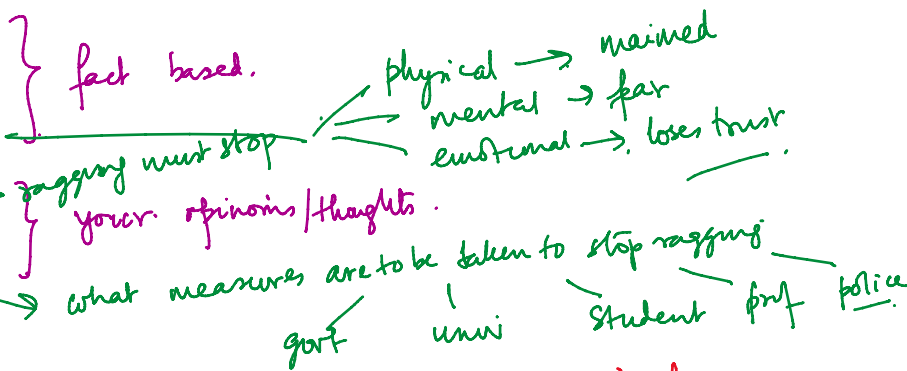 fact based.
physical → maimed
mental → fear
emotional → loses trust.
ragging must stop
your opinions/thoughts.
→ what measures are to be taken to stop ragging
govt univ student prof police